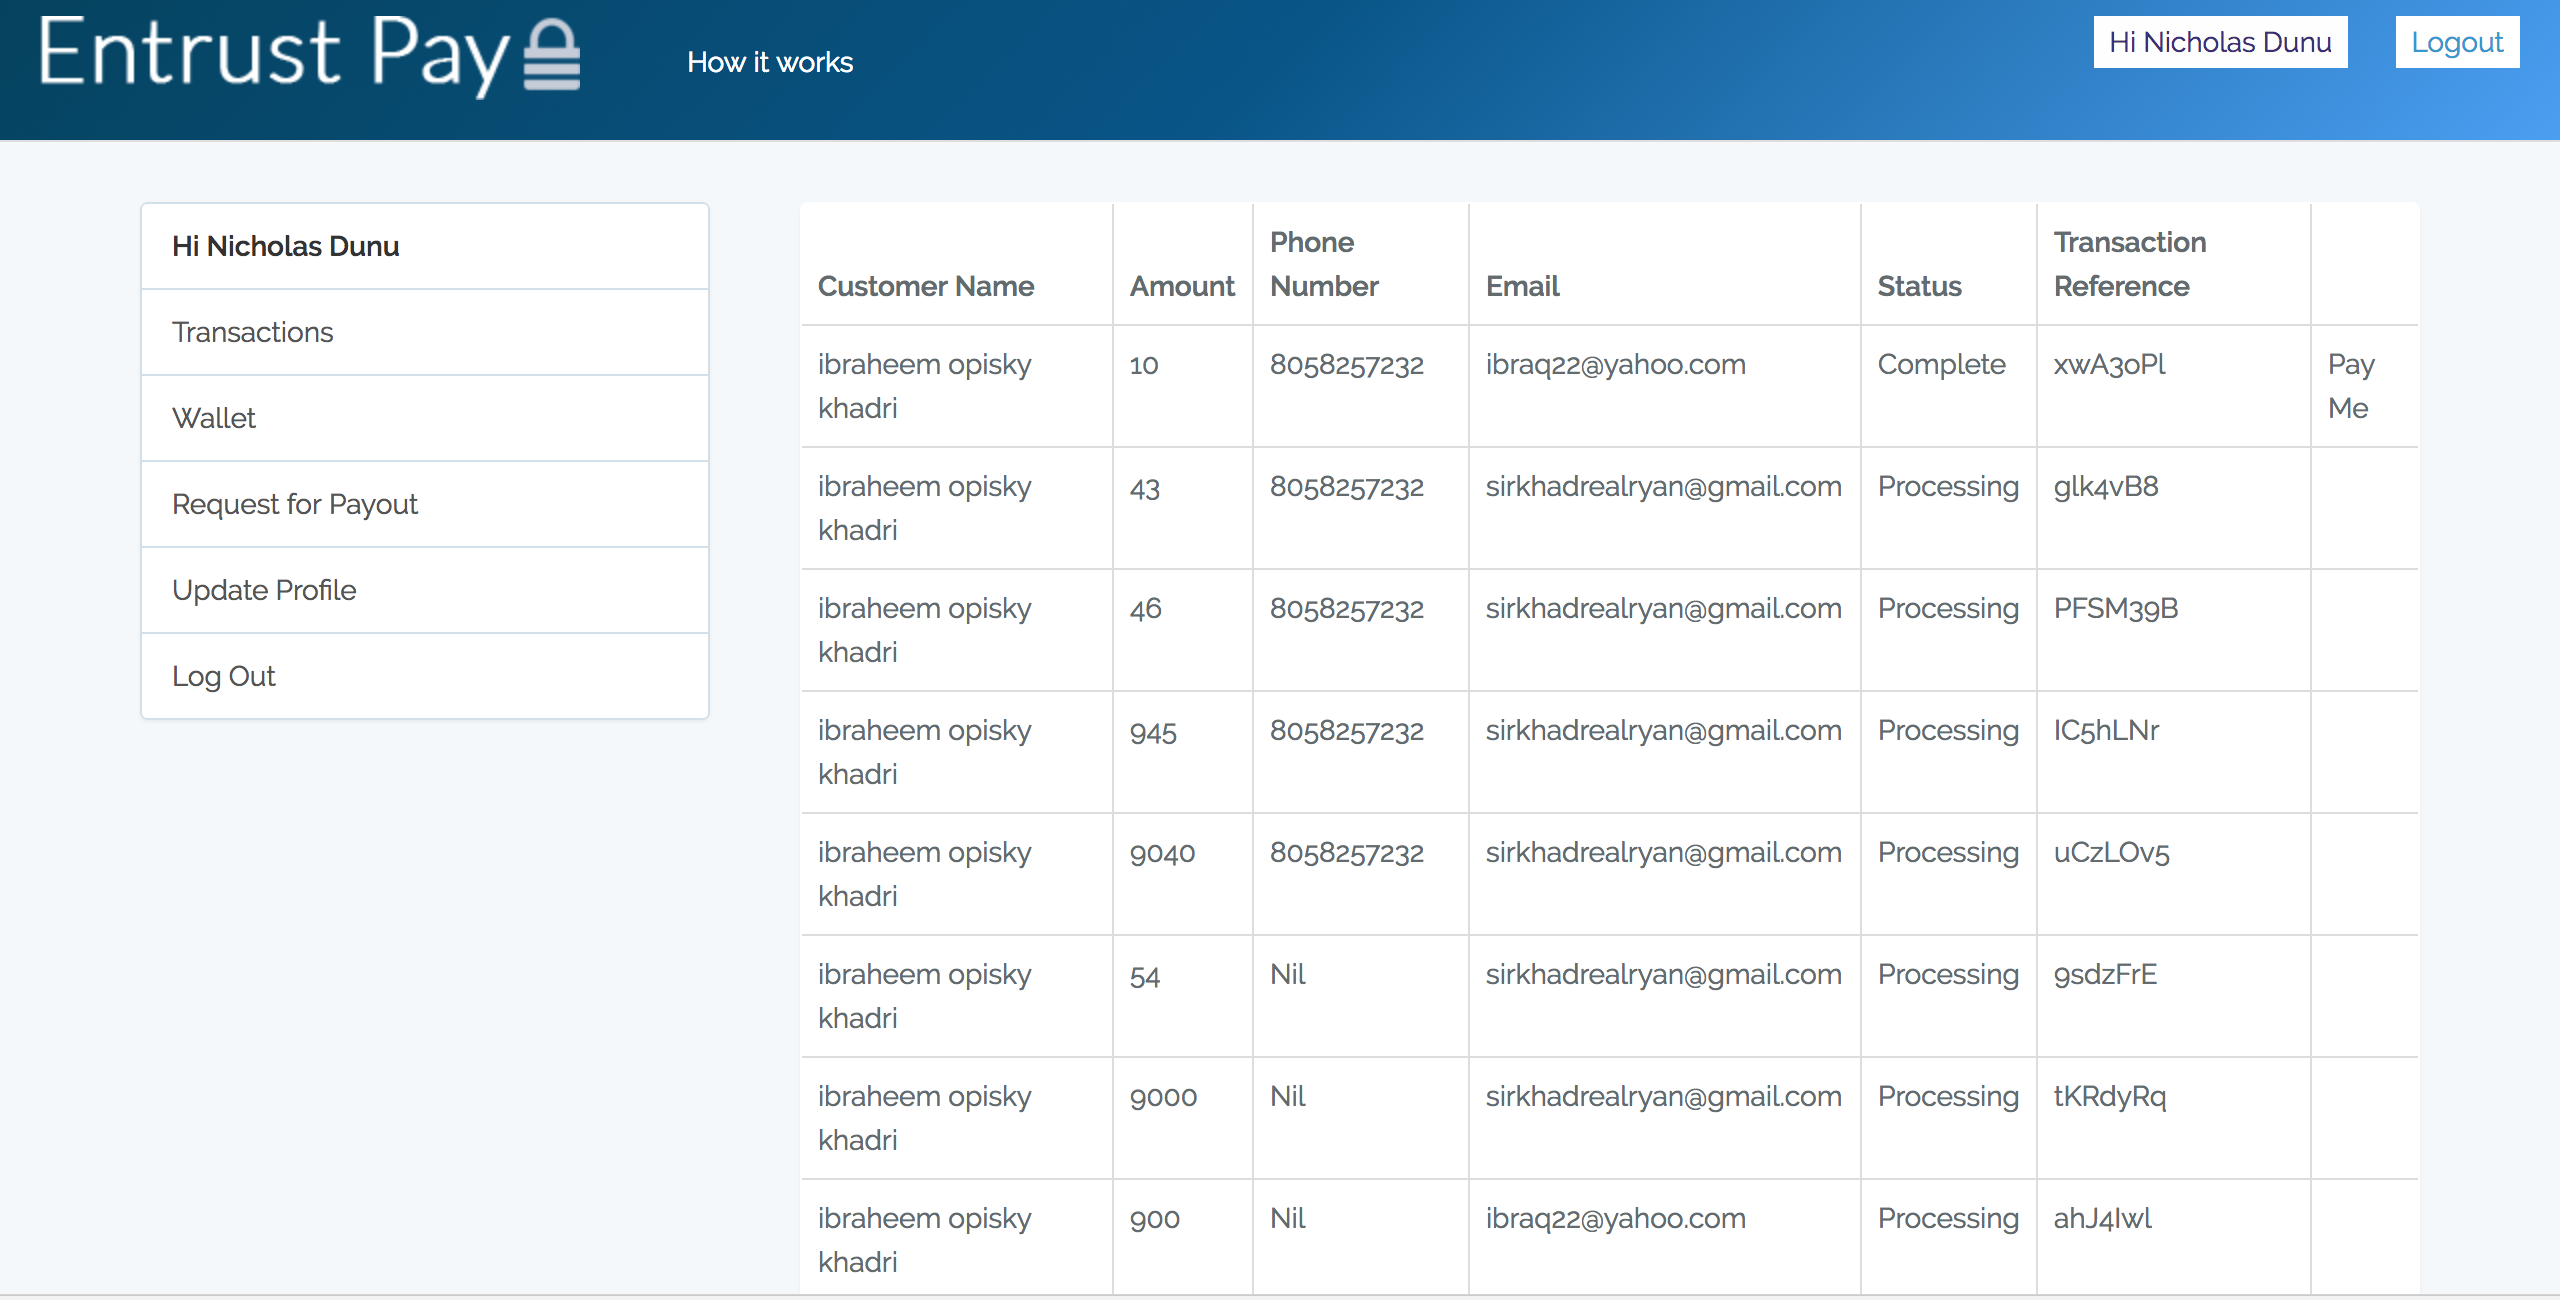 Entrust Pay
How it works
Hi Nicholas Dunu
Logout
Hi Nicholas Dunu
Transactions
Wallet
Request for Payout
Update Profile
Log Out
Customer Name Amount Phone Number Email Status Transaction Reference
ibraheem opisky khadri 10 8058257232 ibraq22@yahoo.com Complete xwA3oPl Pay Me
ibraheem opisky khadri 43 8058257232 sirkhadrealryan@gmail.com Processing glk4vB8
ibraheem opisky khadri 46 8058257232 sirkhadrealryan@gmail.com Processing PFSM39B
ibraheem opisky khadri 945 8058257232 sirkhadrealryan@gmail.com Processing IC5hLNr
ibraheem opisky khadri 9040 8058257232 sirkhadrealryan@gmail.com Processing uCzLOv5
ibraheem opisky khadri 54 Nil sirkhadrealryan@gmail.com Processing 9sdzFrE
ibraheem opisky khadri 9000 Nil sirkhadrealryan@gmail.com Processing tKRdyRq
ibraheem opisky khadri 900 Nil ibraq22@yahoo.com Processing ahJ4Iwl